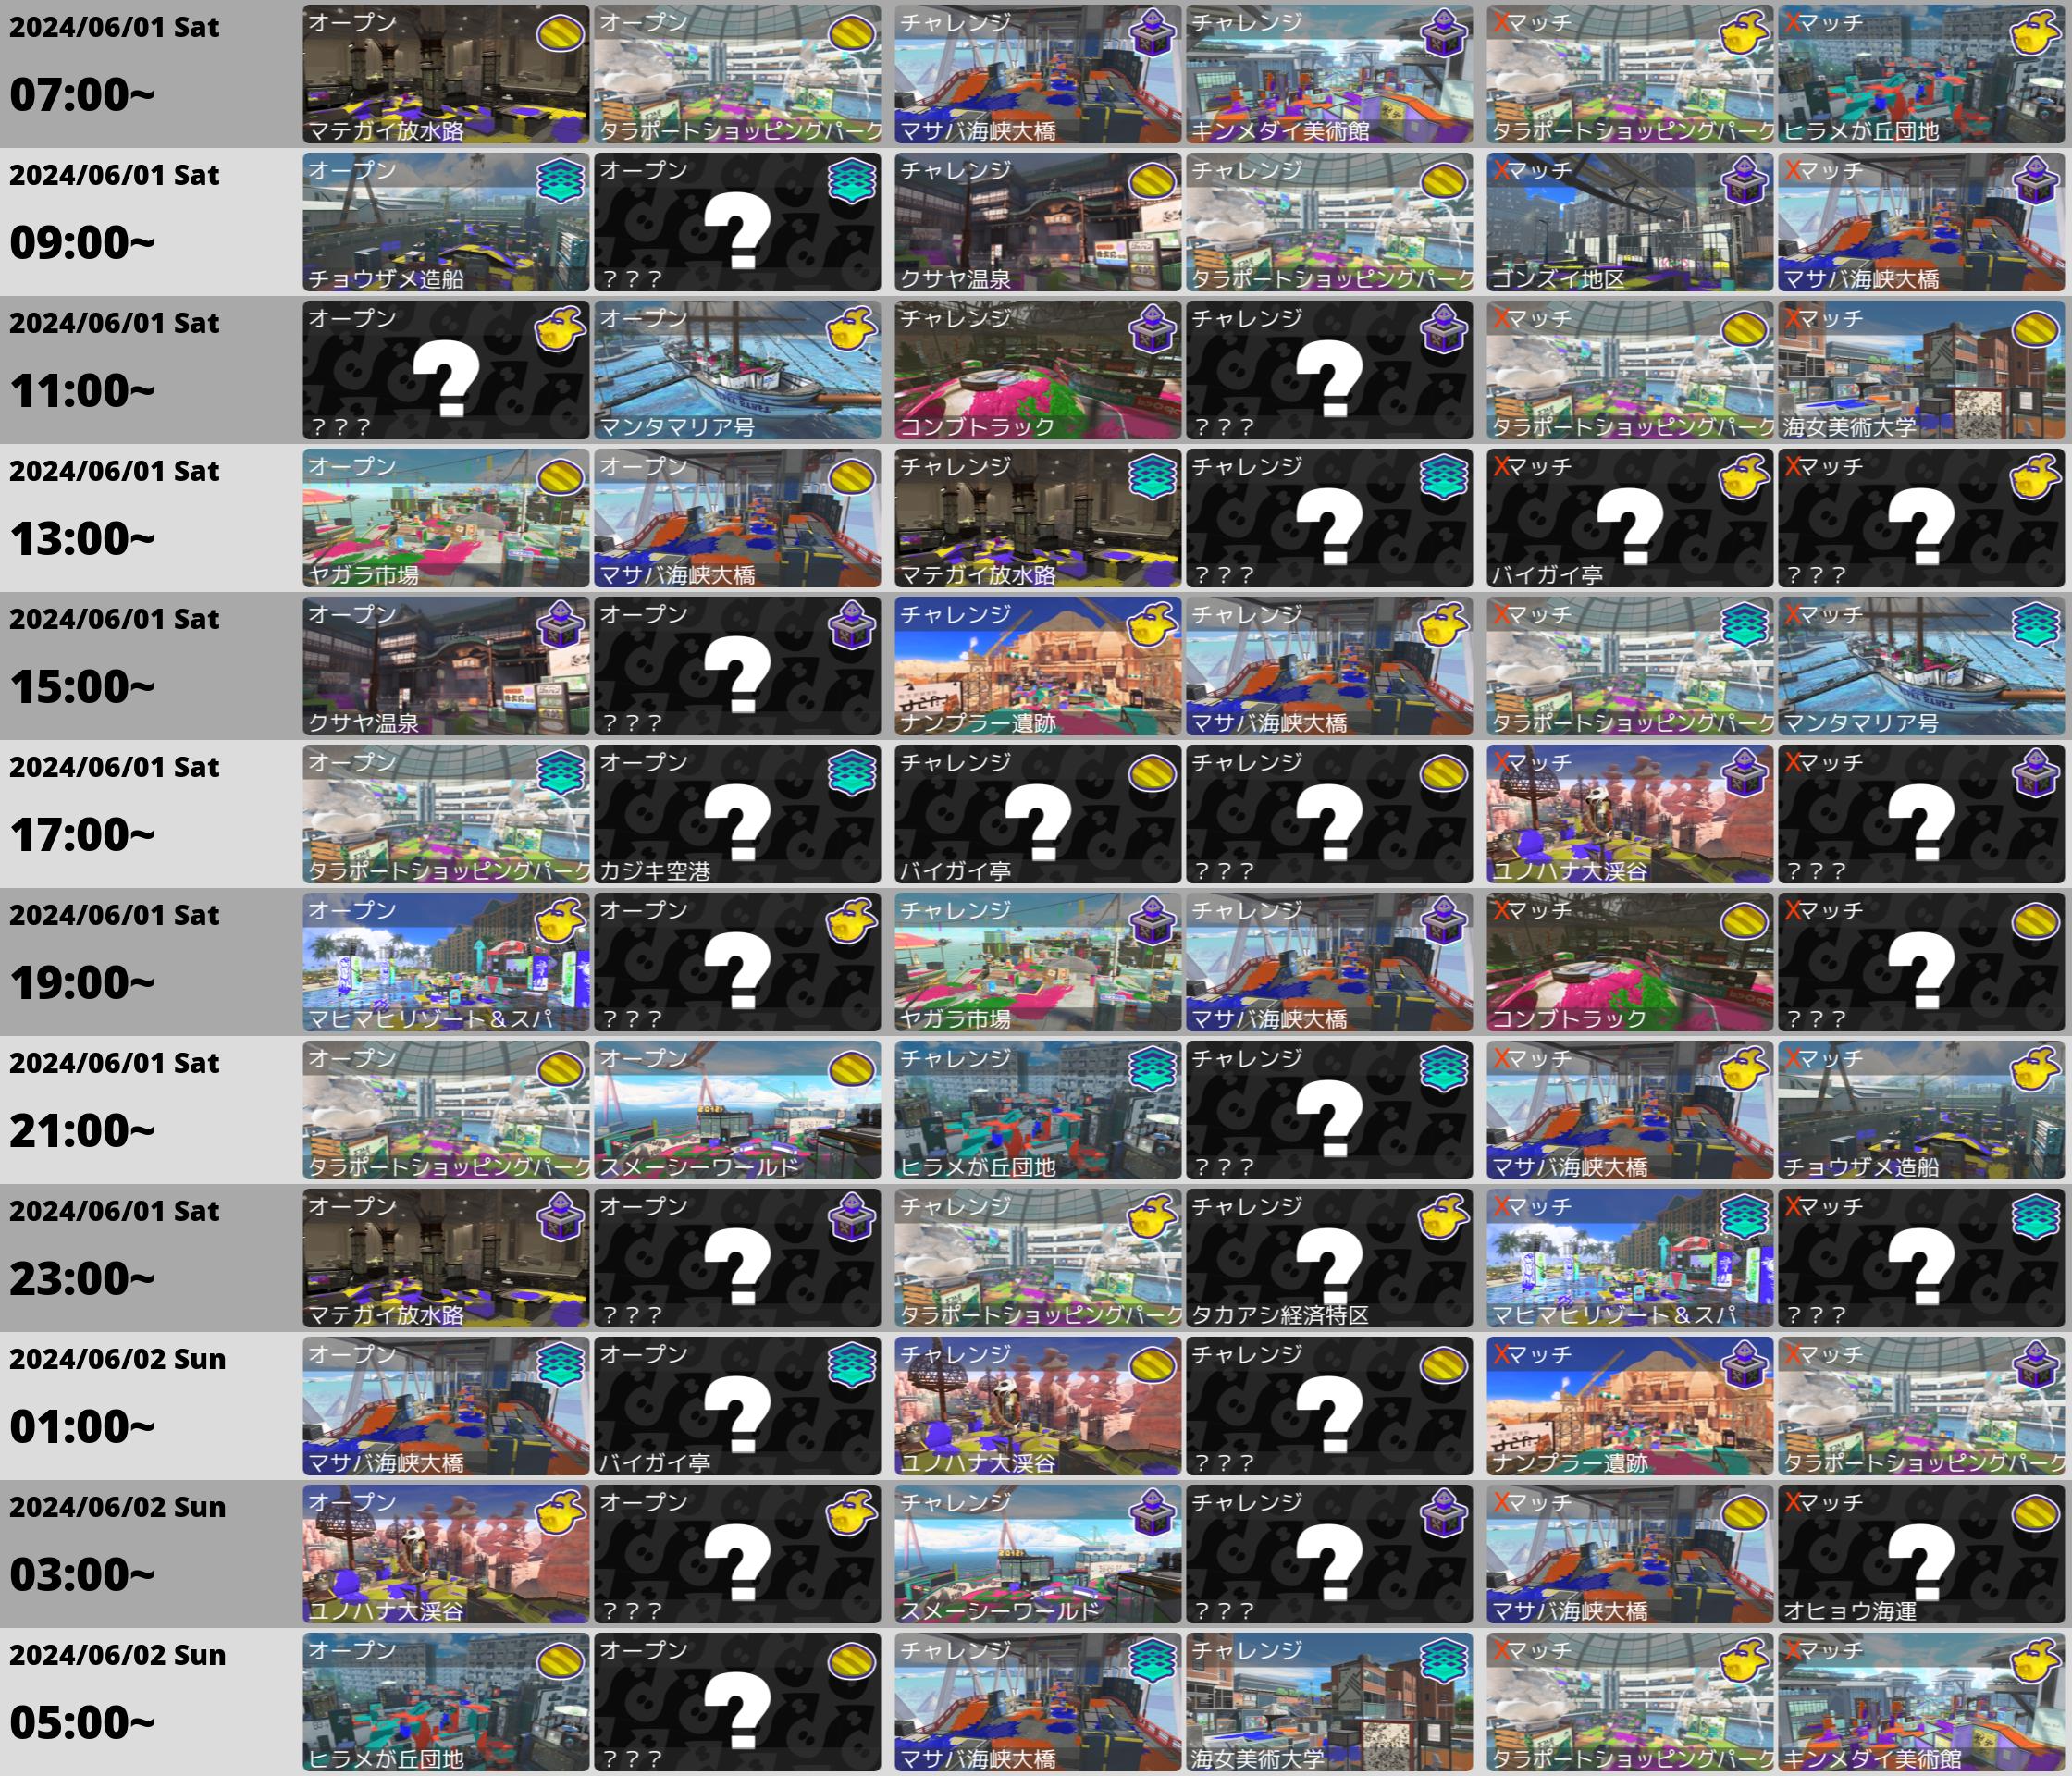 2024/06/01 Sat
07:00~
オープン
マテガイ放水路
オープン
タラポートショッピングパーク
チャレンジ
マサバ海峡大橋
チャレンジ
キンメダイ美術館
Xマッチ
タラポートショッピングパーク
Xマッチ
ヒラメが丘団地
2024/06/01 Sat
09:00~
オープン
チョウザメ造船
オープン
？？？
チャレンジ
クサヤ温泉
チャレンジ
タラポートショッピングパーク
Xマッチ
ゴンズイ地区
Xマッチ
マサバ海峡大橋
2024/06/01 Sat
11:00~
オープン
？？？
オープン
マンタマリア号
チャレンジ
コンブトラック
チャレンジ
？？？
Xマッチ
タラポートショッピングパーク
Xマッチ
海女美術大学
2024/06/01 Sat
13:00~
オープン
ヤガラ市場
オープン
マサバ海峡大橋
チャレンジ
マテガイ放水路
チャレンジ
？？？
Xマッチ
バイガイ亭
Xマッチ
？？？
2024/06/01 Sat
15:00~
オープン
クサヤ温泉
オープン
？？？
チャレンジ
ナンプラー遺跡
チャレンジ
マサバ海峡大橋
Xマッチ
タラポートショッピングパーク
Xマッチ
マンタマリア号
2024/06/01 Sat
17:00~
オープン
タラポートショッピングパーク
オープン
カジキ空港
チャレンジ
バイガイ亭
チャレンジ
？？？
Xマッチ
ユノハナ大渓谷
Xマッチ
？？？
2024/06/01 Sat
19:00~
オープン
マヒマヒリゾート＆スパ
オープン
？？？
チャレンジ
ヤガラ市場
チャレンジ
マサバ海峡大橋
Xマッチ
コンブトラック
Xマッチ
？？？
2024/06/01 Sat
21:00~
オープン
タラポートショッピングパーク
オープン
スメーシーワールド
チャレンジ
ヒラメが丘団地
チャレンジ
？？？
Xマッチ
マサバ海峡大橋
Xマッチ
チョウザメ造船
2024/06/01 Sat
23:00~
オープン
マテガイ放水路
オープン
？？？
チャレンジ
タラポートショッピングパーク
チャレンジ
タカアシ経済特区
Xマッチ
マヒマヒリゾート＆スパ
Xマッチ
？？？
2024/06/02 Sun
01:00~
オープン
マサバ海峡大橋
オープン
バイガイ亭
チャレンジ
ユノハナ大渓谷
チャレンジ
？？？
Xマッチ
ナンプラー遺跡
Xマッチ
タラポートショッピングパーク
2024/06/02 Sun
03:00~
オープン
ユノハナ大渓谷
オープン
？？？
チャレンジ
スメーシーワールド
チャレンジ
？？？
Xマッチ
マサバ海峡大橋
Xマッチ
オヒョウ海運
2024/06/02 Sun
05:00~
オープン
ヒラメが丘団地
オープン
？？？
チャレンジ
マサバ海峡大橋
チャレンジ
海女美術大学
Xマッチ
タラポートショッピングパーク
Xマッチ
キンメダイ美術館